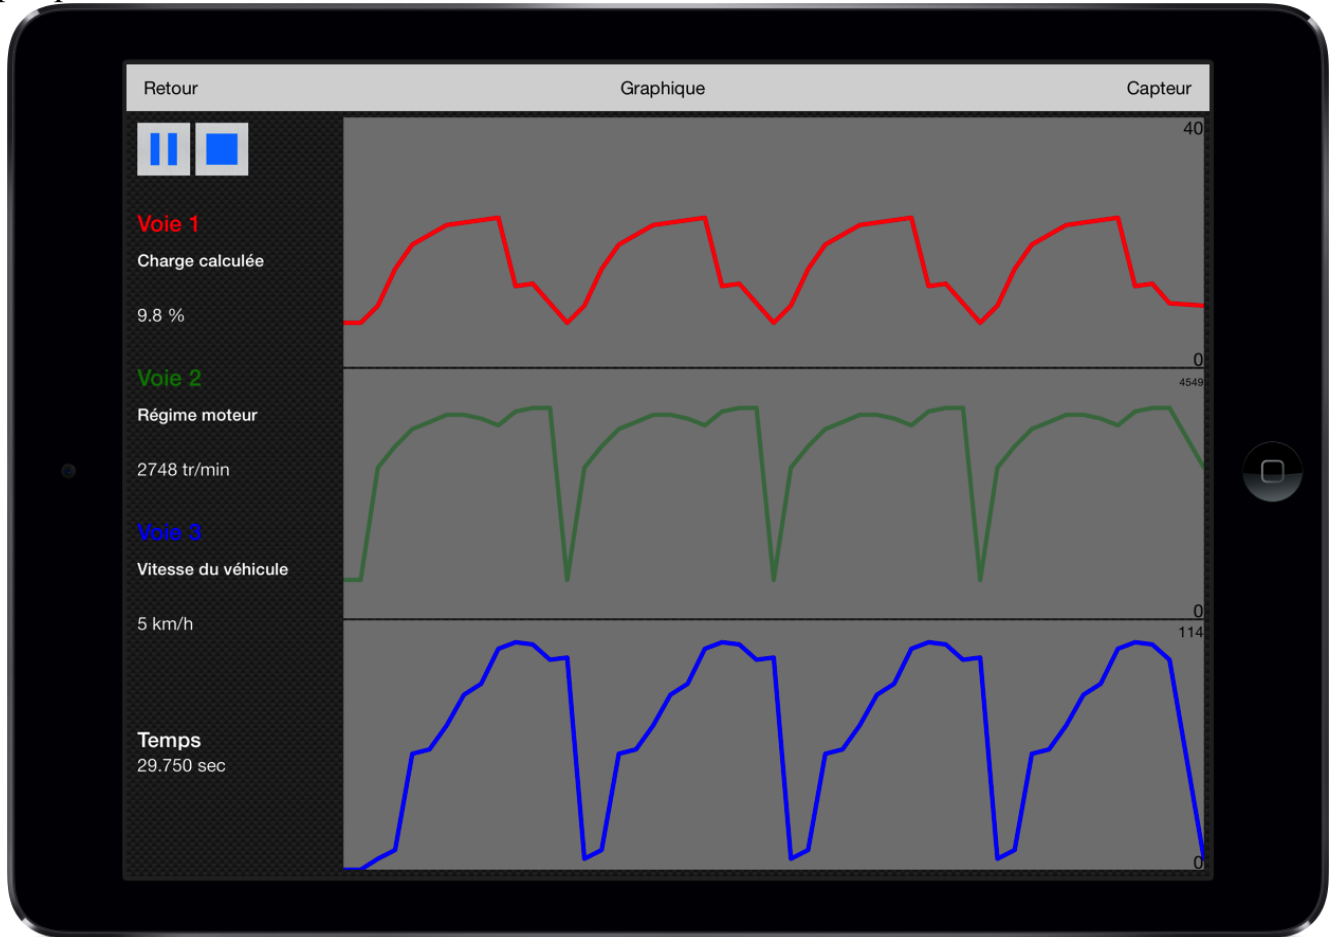 Retour
Graphique
Capteur
Voie 1
Charge calculée
9.8 %
Voie 2
Régime moteur
2748 tr/min
Voie 3
Vitesse du véhicule
5 km/h
Temps
29.750 sec
40
0
4549
0
114
0